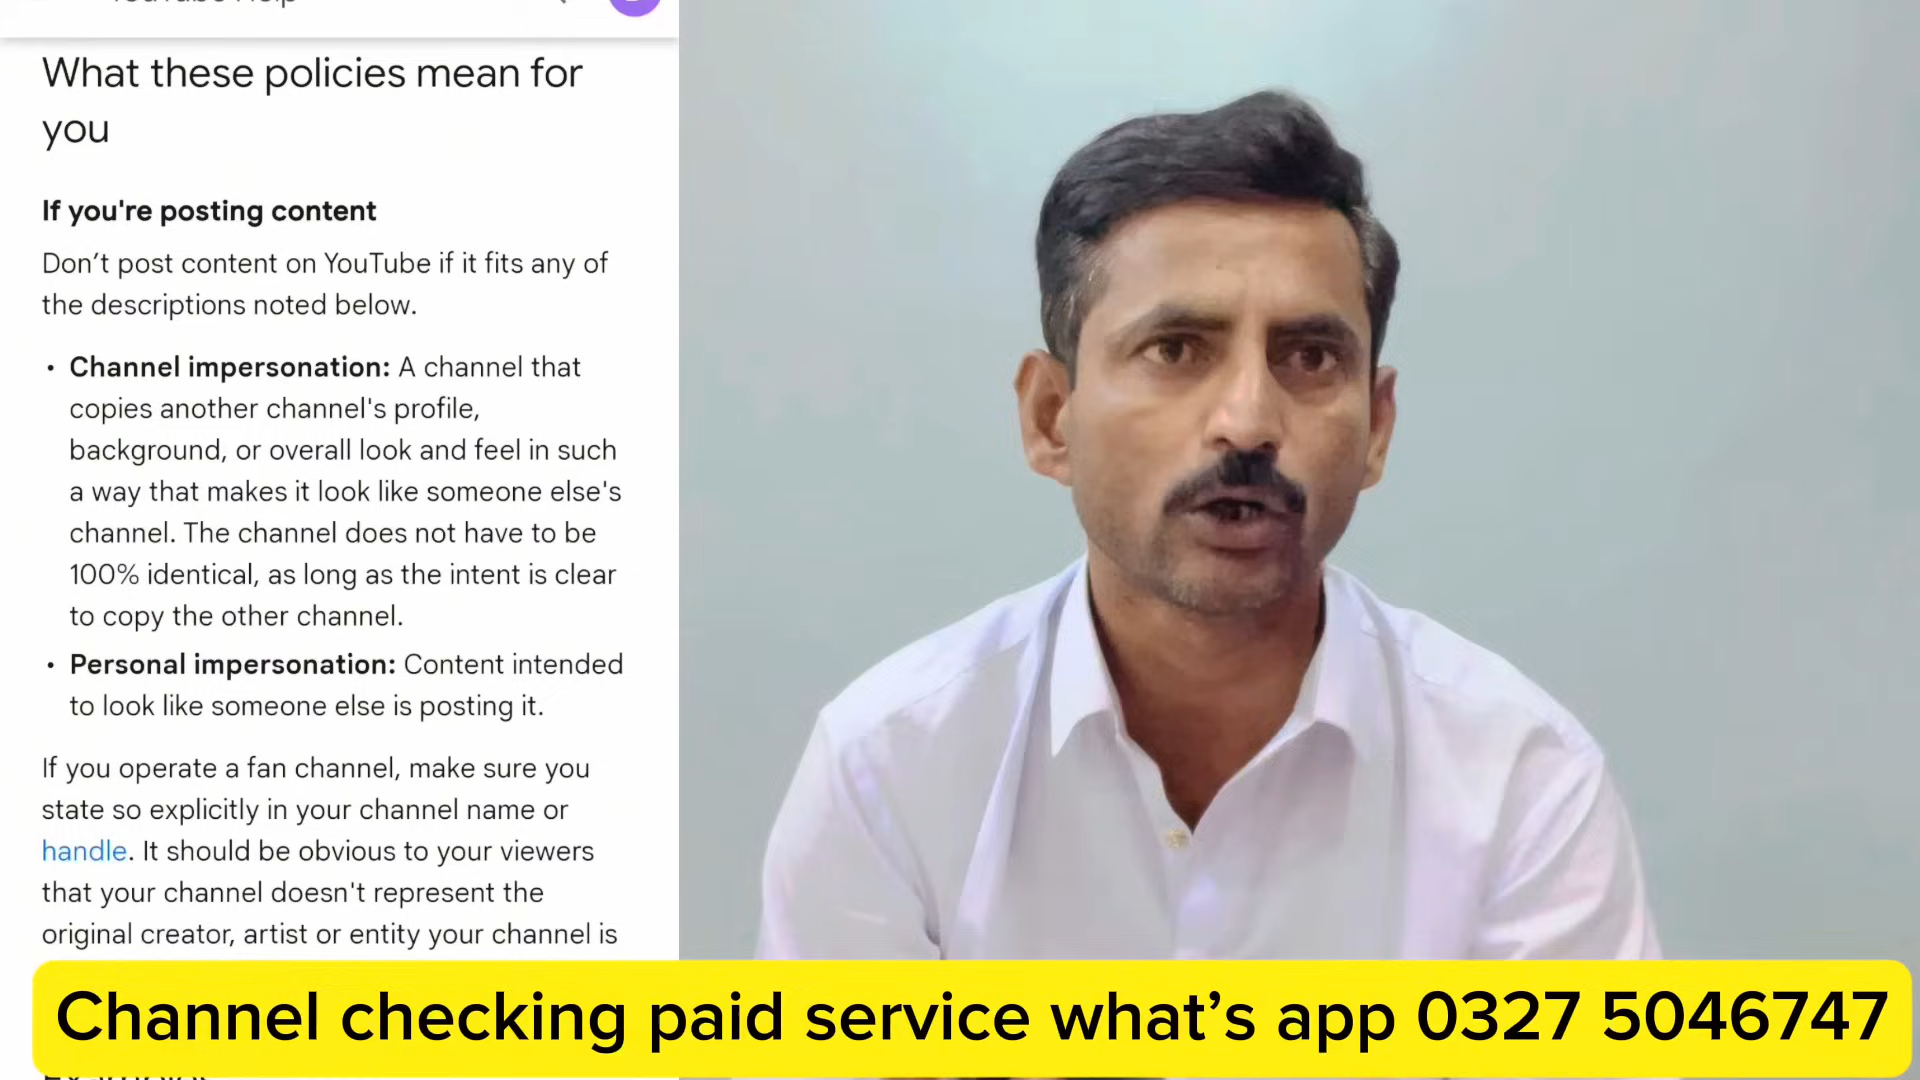 YouTube Help
What these policies mean for
you
If you're posting content
Don’t post content on YouTube if it fits any of
the descriptions noted below.
• Channel impersonation: A channel that
copies another channel's profile,
background, or overall look and feel in such
a way that makes it look like someone else's
channel. The channel does not have to be
100% identical, as long as the intent is clear
to copy the other channel.
• Personal impersonation: Content intended
to look like someone else is posting it.
If you operate a fan channel, make sure you
state so explicitly in your channel name or
handle. It should be obvious to your viewers
that your channel doesn't represent the
original creator, artist or entity your channel is
Channel checking paid service what’s app 0327 5046747